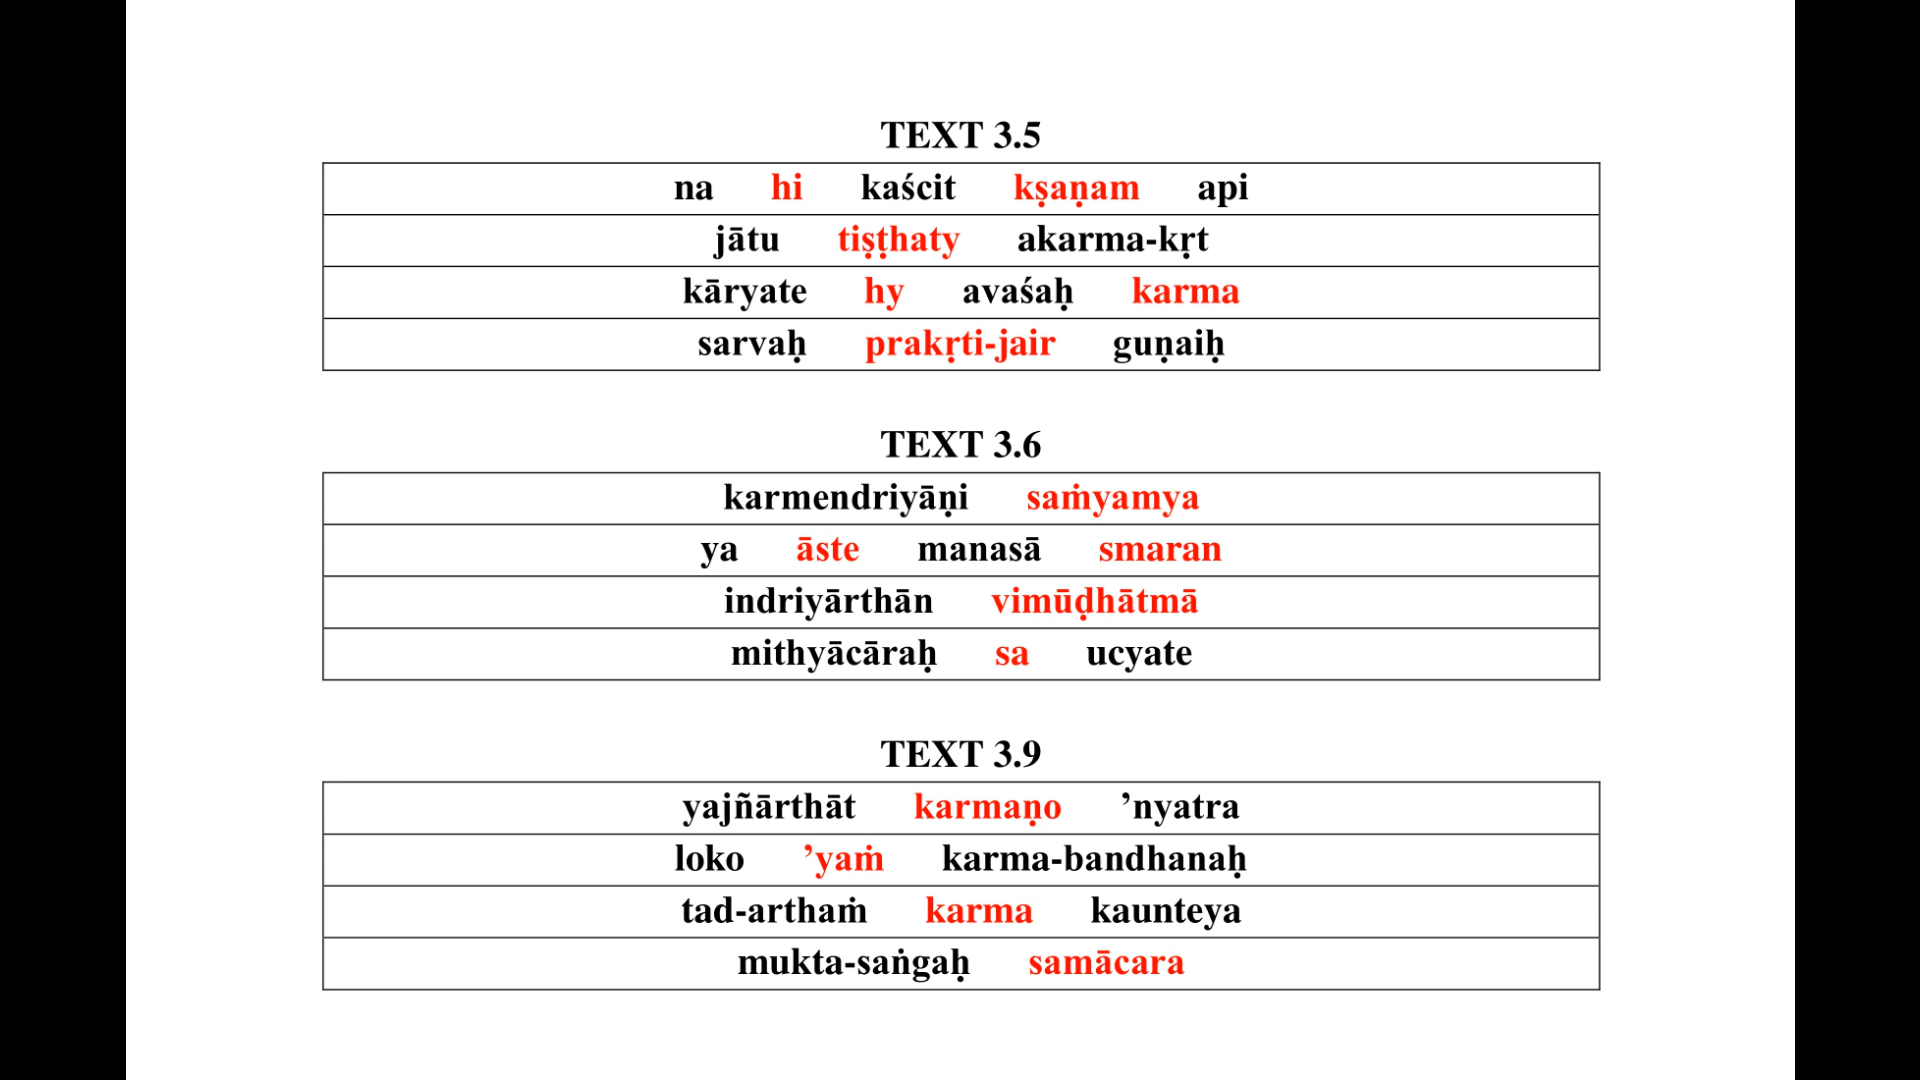 TEXT 3.5
na hi kaścit kṣaṇam api
jātu tiṣṭhaty akarma-kṛt
kāryate hy avaśaḥ karma
sarvaḥ prakṛti-jair guṇaiḥ
TEXT 3.6
karmendriyāṇi saṁyamya
ya āste manasā smaran
indriyārthān vimūḍhātmā
mithyācāraḥ sa ucyate
TEXT 3.9
yajñārthāt karmaṇo ’nyatra
loko ’yaṁ karma-bandhanaḥ
tad-arthaṁ karma kaunteya
mukta-saṅgaḥ samācara